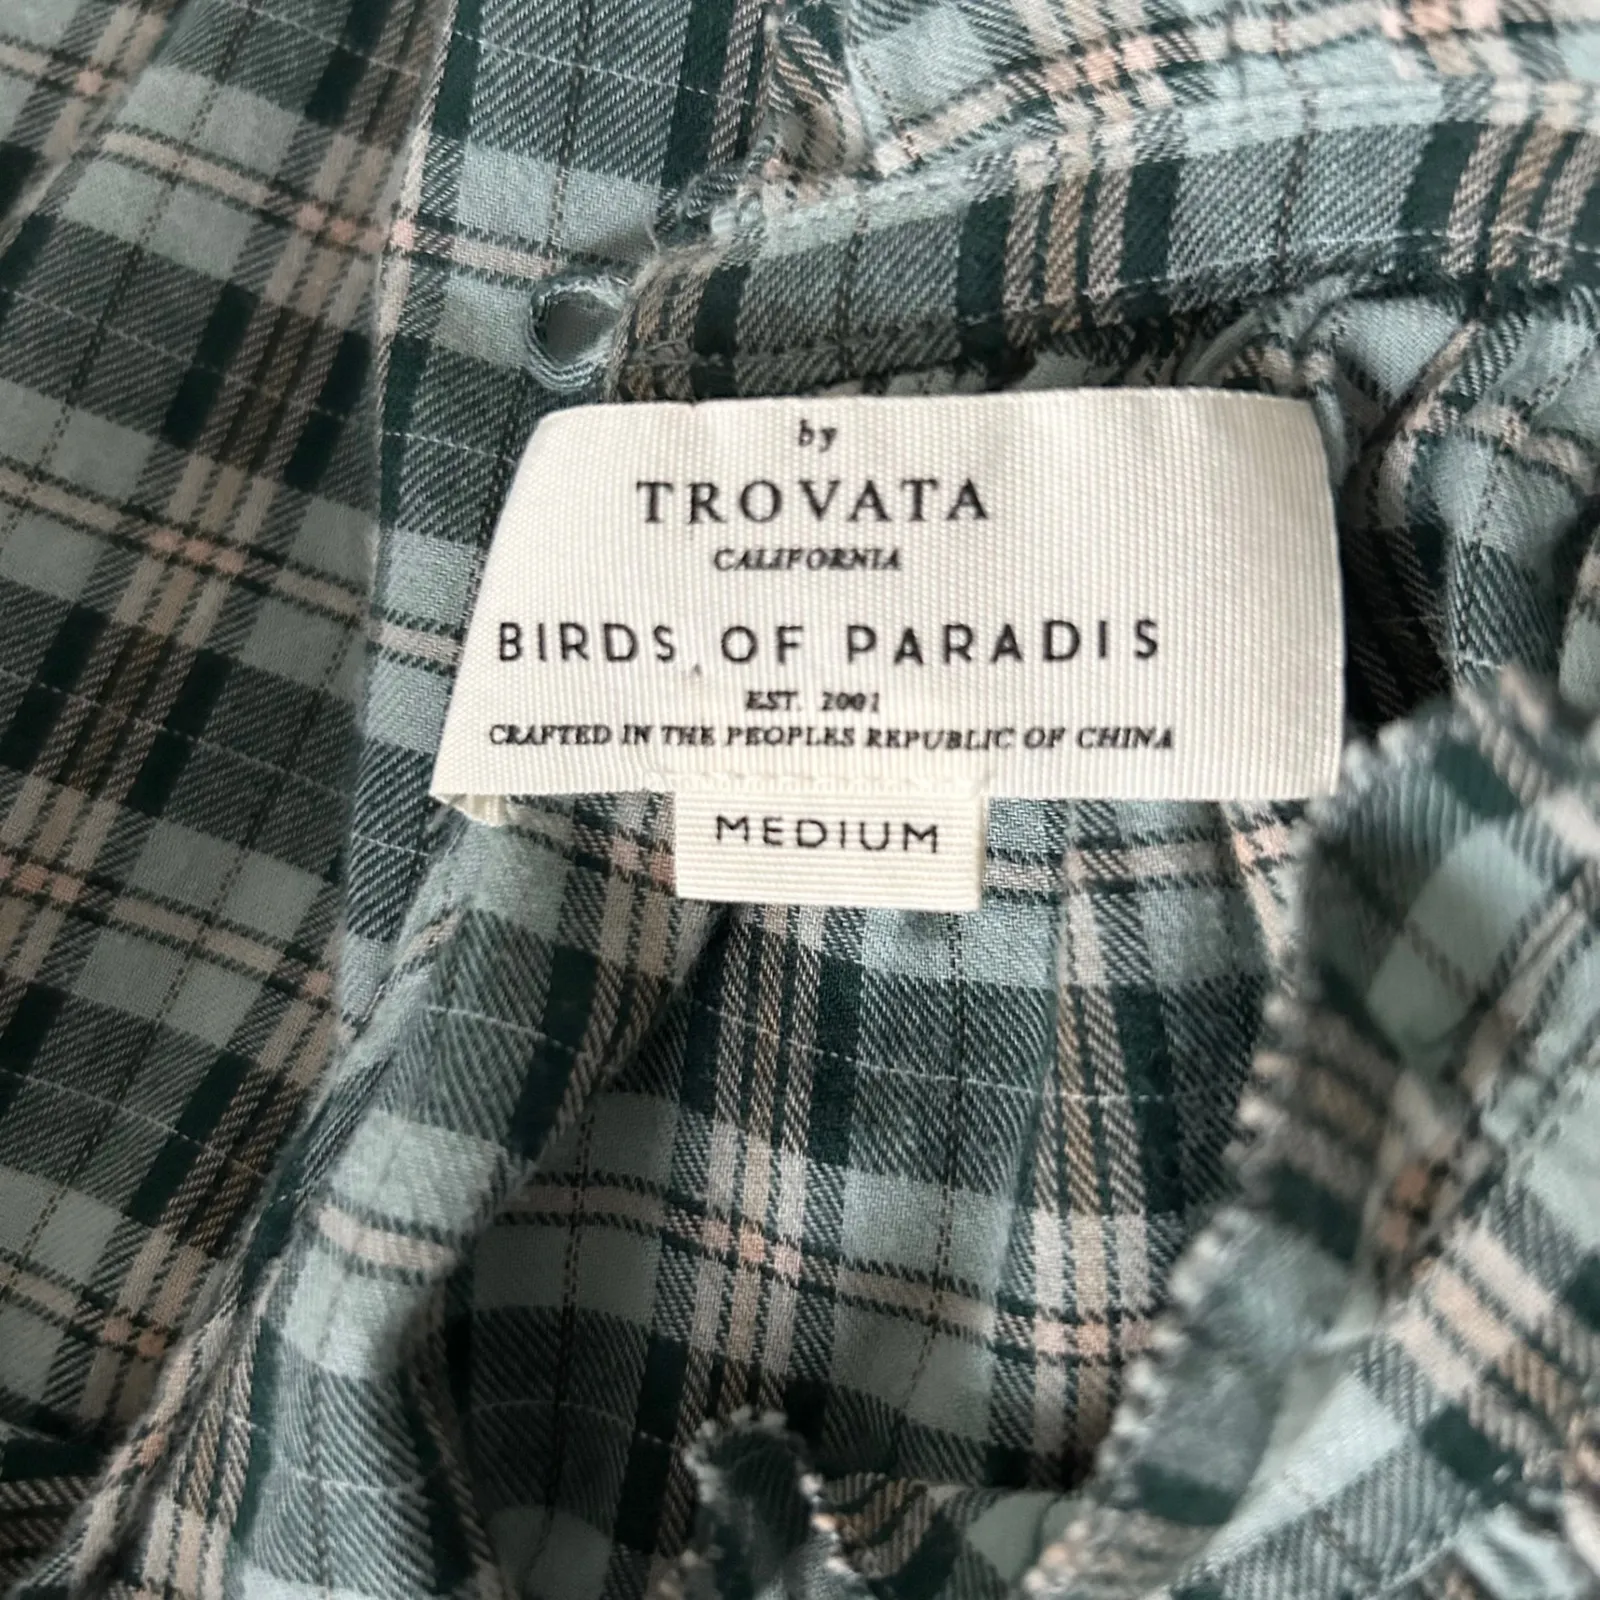 by
TROVATA
CALIFORNIA
BIRDS OF PARADIS
EST. 2001
CRAFTED IN THE PEOPLES REPUBLIC OF CHINA
MEDIUM